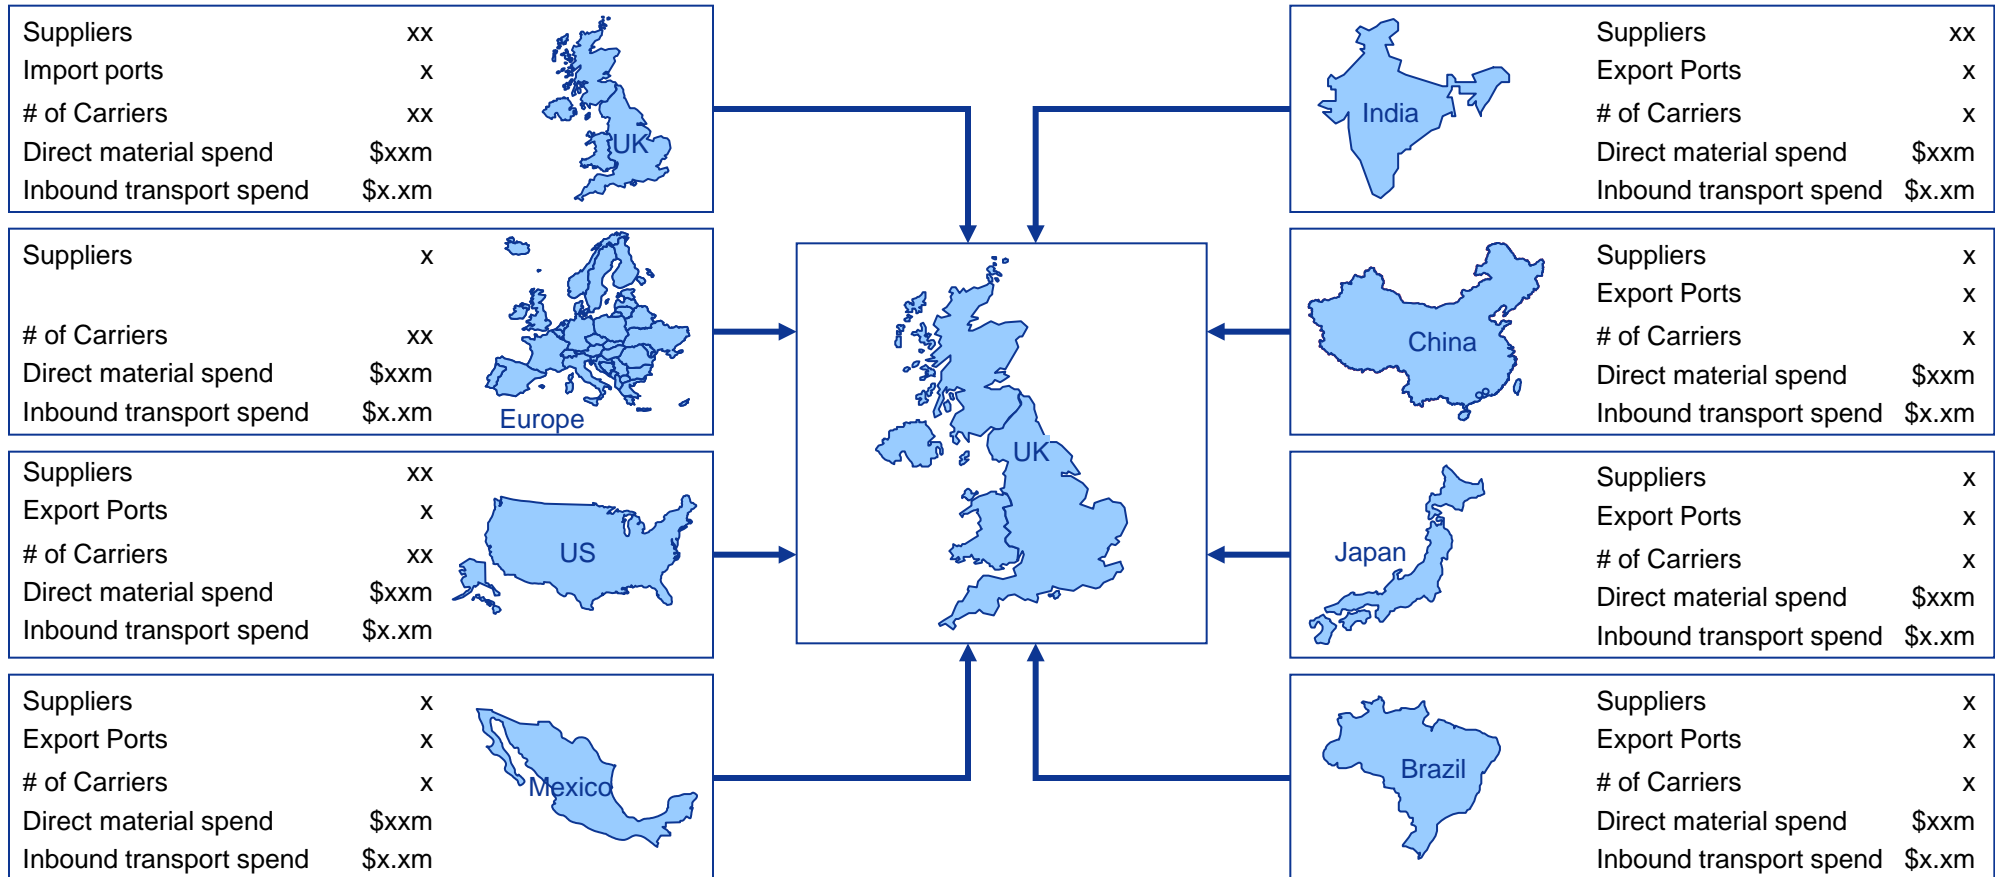 Suppliers xx
Import ports x
# of Carriers xx
Direct material spend $xxm
Inbound transport spend $x.xm
UK
Suppliers x
# of Carriers xx
Direct material spend $xxm
Inbound transport spend $x.xm
Europe
Suppliers xx
Export Ports x
# of Carriers xx
Direct material spend $xxm
Inbound transport spend $x.xm
US
Suppliers x
Export Ports x
# of Carriers x
Direct material spend $xxm
Inbound transport spend $x.xm
Mexico
UK
India
Suppliers xx
Export Ports x
# of Carriers x
Direct material spend $xxm
Inbound transport spend $x.xm
China
Suppliers x
Export Ports x
# of Carriers x
Direct material spend $xxm
Inbound transport spend $x.xm
Japan
Suppliers x
Export Ports x
# of Carriers x
Direct material spend $xxm
Inbound transport spend $x.xm
Brazil
Suppliers x
Export Ports x
# of Carriers x
Direct material spend $xxm
Inbound transport spend $x.xm